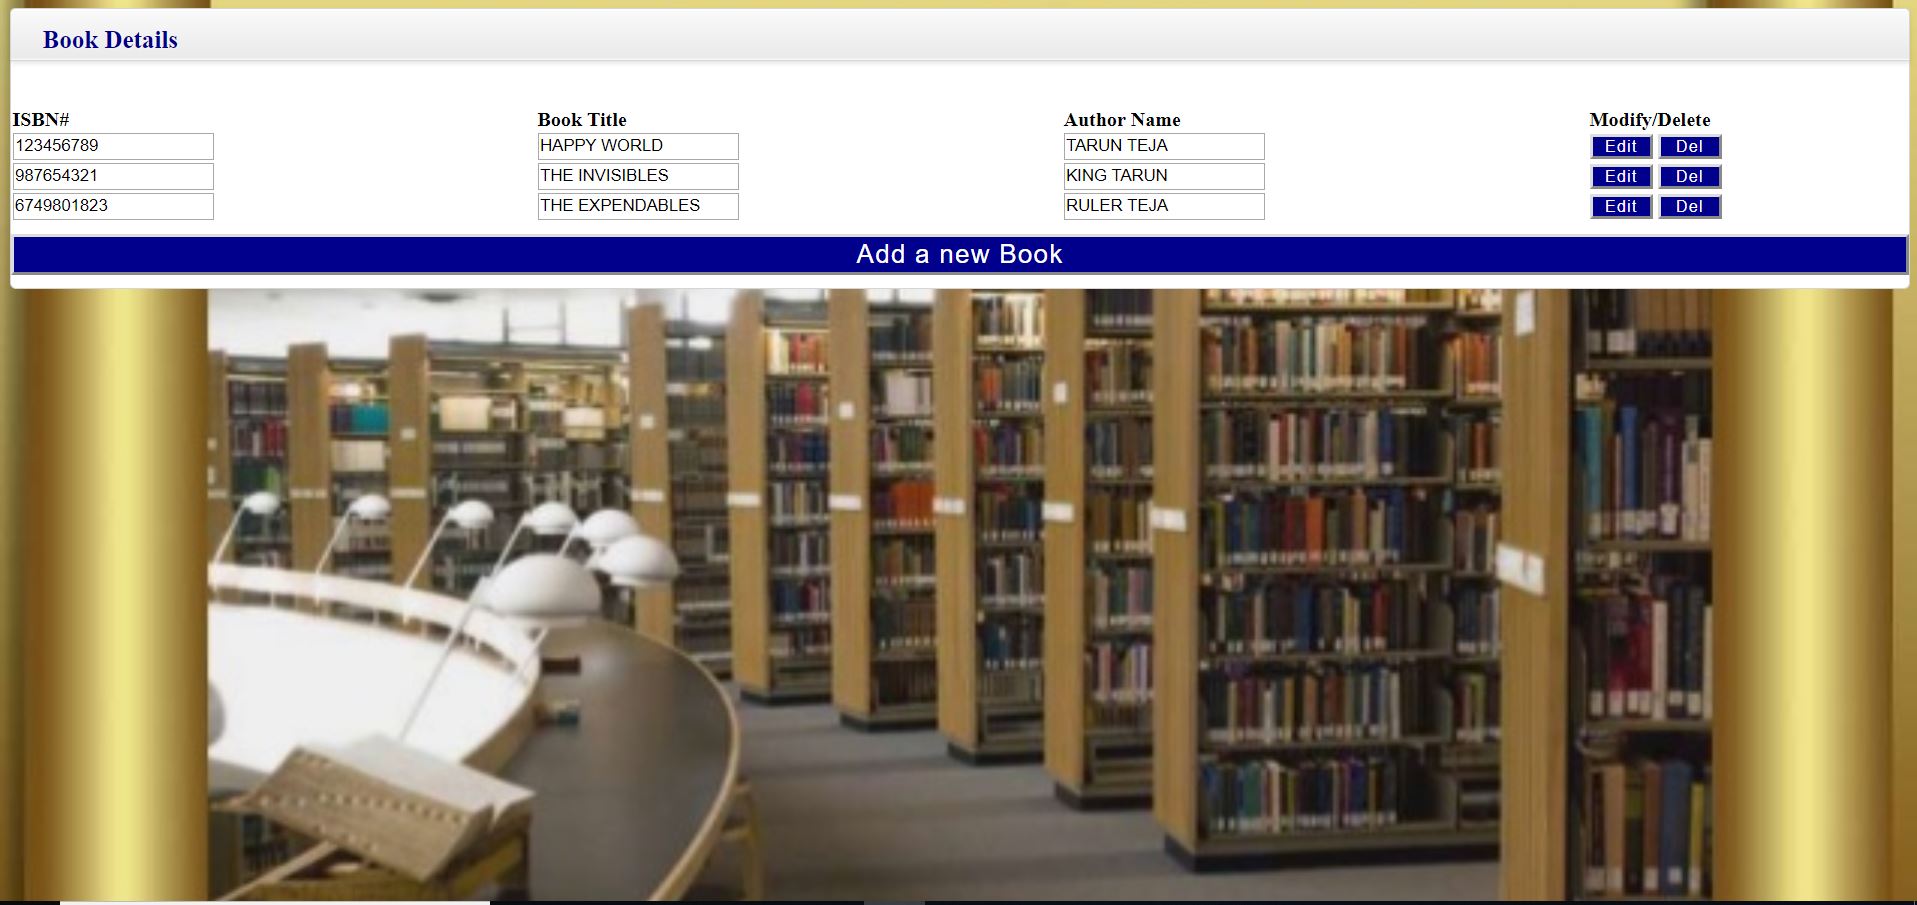 Book Details
ISBN# Book Title Author Name Modify/Delete
123456789 HAPPY WORLD TARUN TEJA Edit Del
987654321 THE INVISIBLES KING TARUN Edit Del
6749801823 THE EXPENDABLES RULER TEJA Edit Del
Add a new Book